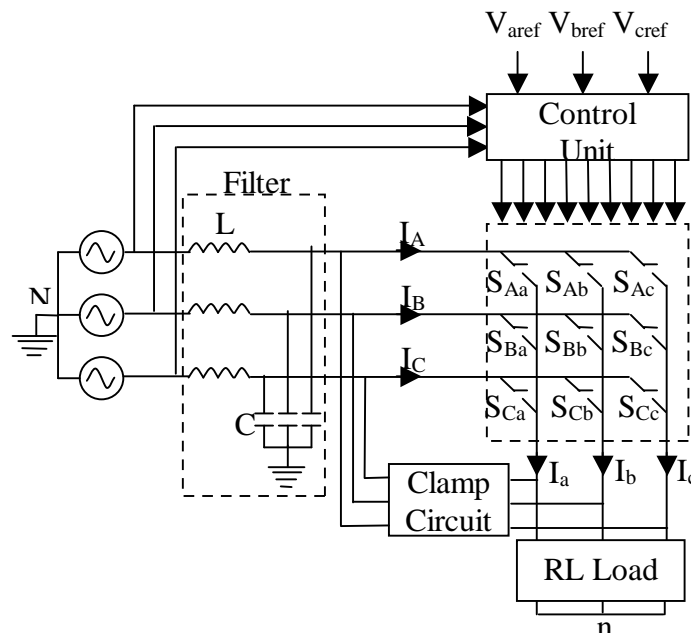 V_aref V_bref V_cref
Control
Unit
Filter
L
I_A
S_Aa S_Ab S_Ac
N
I_B
S_Ba S_Bb S_Bc
I_C
S_Ca S_Cb S_Cc
C
I_a I_b I_c
Clamp
Circuit
RL Load
n